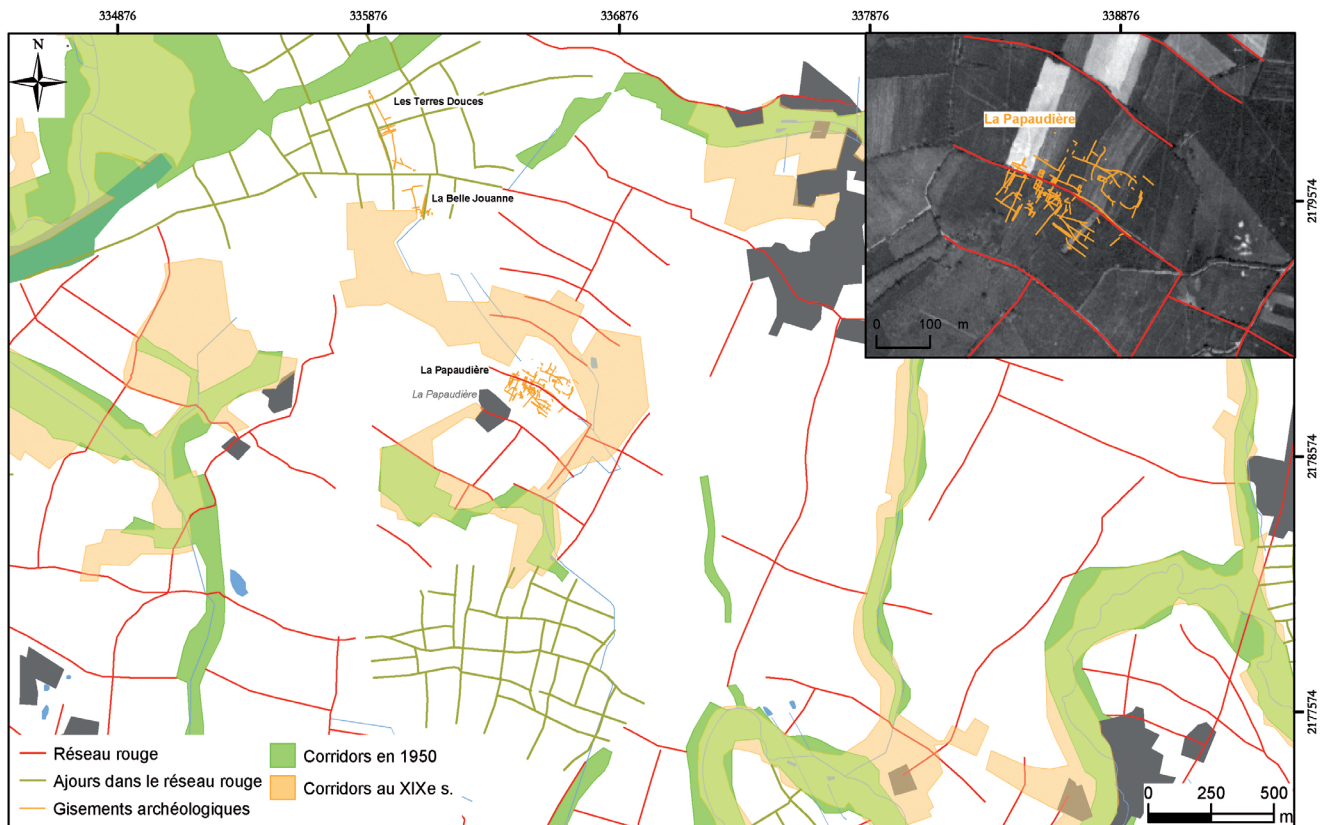 334876 335876 336876 337876 338876
N
Les Terres Douces
La Papaudière
La Belle Jouanne
2179574
0 100 m
La Papaudière
La Papaudière
2178574
2177574
Réseau rouge
Corridors en 1950
Ajours dans le réseau rouge
Corridors au XIXe s.
Gisements archéologiques
0 250 500
m